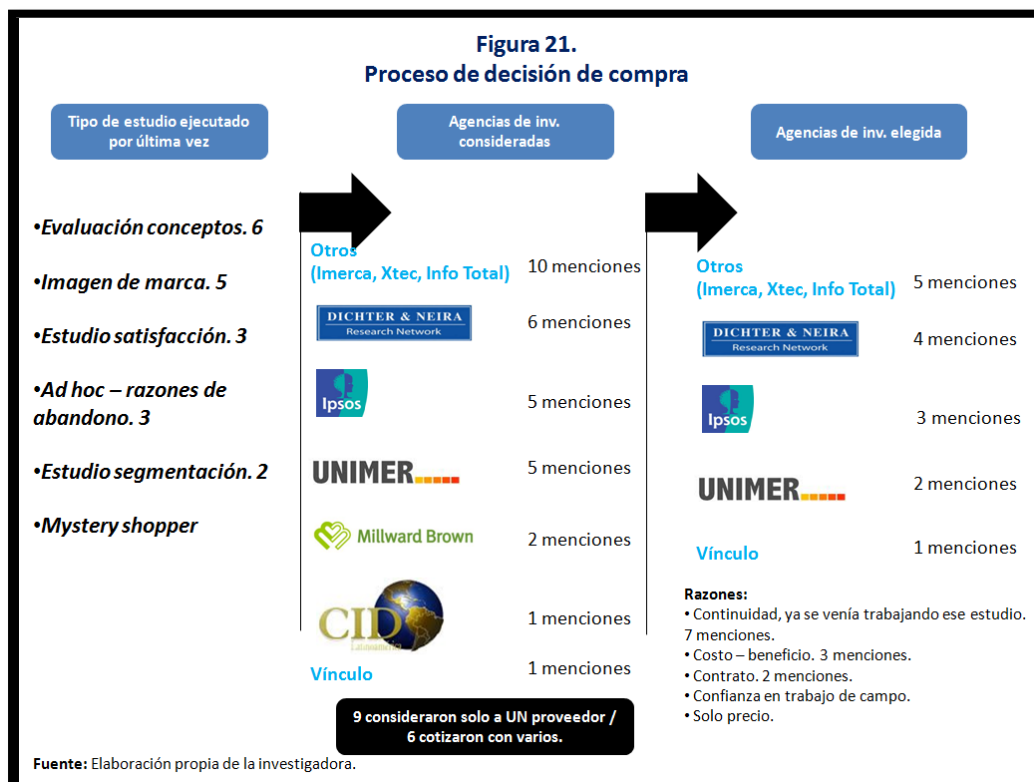 Figura 21.
Proceso de decisión de compra
Tipo de estudio ejecutado
por última vez
•Evaluación conceptos. 6
•Imagen de marca. 5
•Estudio satisfacción. 3
•Ad hoc – razones de
abandono. 3
•Estudio segmentación. 2
•Mystery shopper
Agencias de inv.
consideradas
Otros
(Imerca, Xtec, Info Total)
10 menciones
DICHTER & NEIRA
Research Network
6 menciones
Ipsos
5 menciones
UNIMER
5 menciones
Millward Brown
2 menciones
CID
Latinoamérica
1 menciones
Vínculo
1 menciones
9 consideraron solo a UN proveedor /
6 cotizaron con varios.
Agencias de inv. elegida
Otros
(Imerca, Xtec, Info Total)
5 menciones
DICHTER & NEIRA
Research Network
4 menciones
Ipsos
3 menciones
UNIMER
2 menciones
Vínculo
1 menciones
Razones:
• Continuidad, ya se venía trabajando ese estudio.
7 menciones.
• Costo – beneficio. 3 menciones.
• Contrato. 2 menciones.
• Confianza en trabajo de campo.
• Solo precio.
Fuente: Elaboración propia de la investigadora.